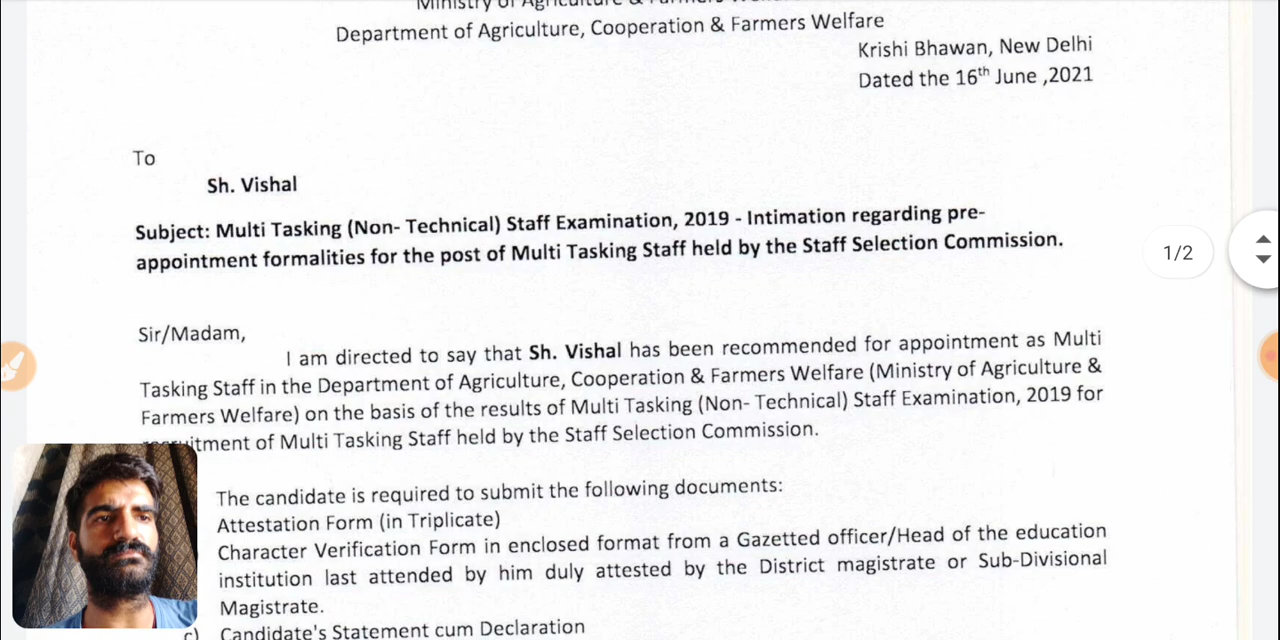 Ministry of Agriculture & Farmers
Department of Agriculture, Cooperation & Farmers Welfare
Krishi Bhawan, New Delhi
Dated the 16th June ,2021
To
Sh. Vishal
Subject: Multi Tasking (Non- Technical) Staff Examination, 2019 - Intimation regarding pre-
appointment formalities for the post of Multi Tasking Staff held by the Staff Selection Commission.
1/2
Sir/Madam,
I am directed to say that Sh. Vishal has been recommended for appointment as Multi
Tasking Staff in the Department of Agriculture, Cooperation & Farmers Welfare (Ministry of Agriculture &
Farmers Welfare) on the basis of the results of Multi Tasking (Non- Technical) Staff Examination, 2019 for
recruitment of Multi Tasking Staff held by the Staff Selection Commission.
The candidate is required to submit the following documents:
Attestation Form (in Triplicate)
Character Verification Form in enclosed format from a Gazetted officer/Head of the education
institution last attended by him duly attested by the District magistrate or Sub-Divisional
Magistrate.
c) Candidate's Statement cum Declaration